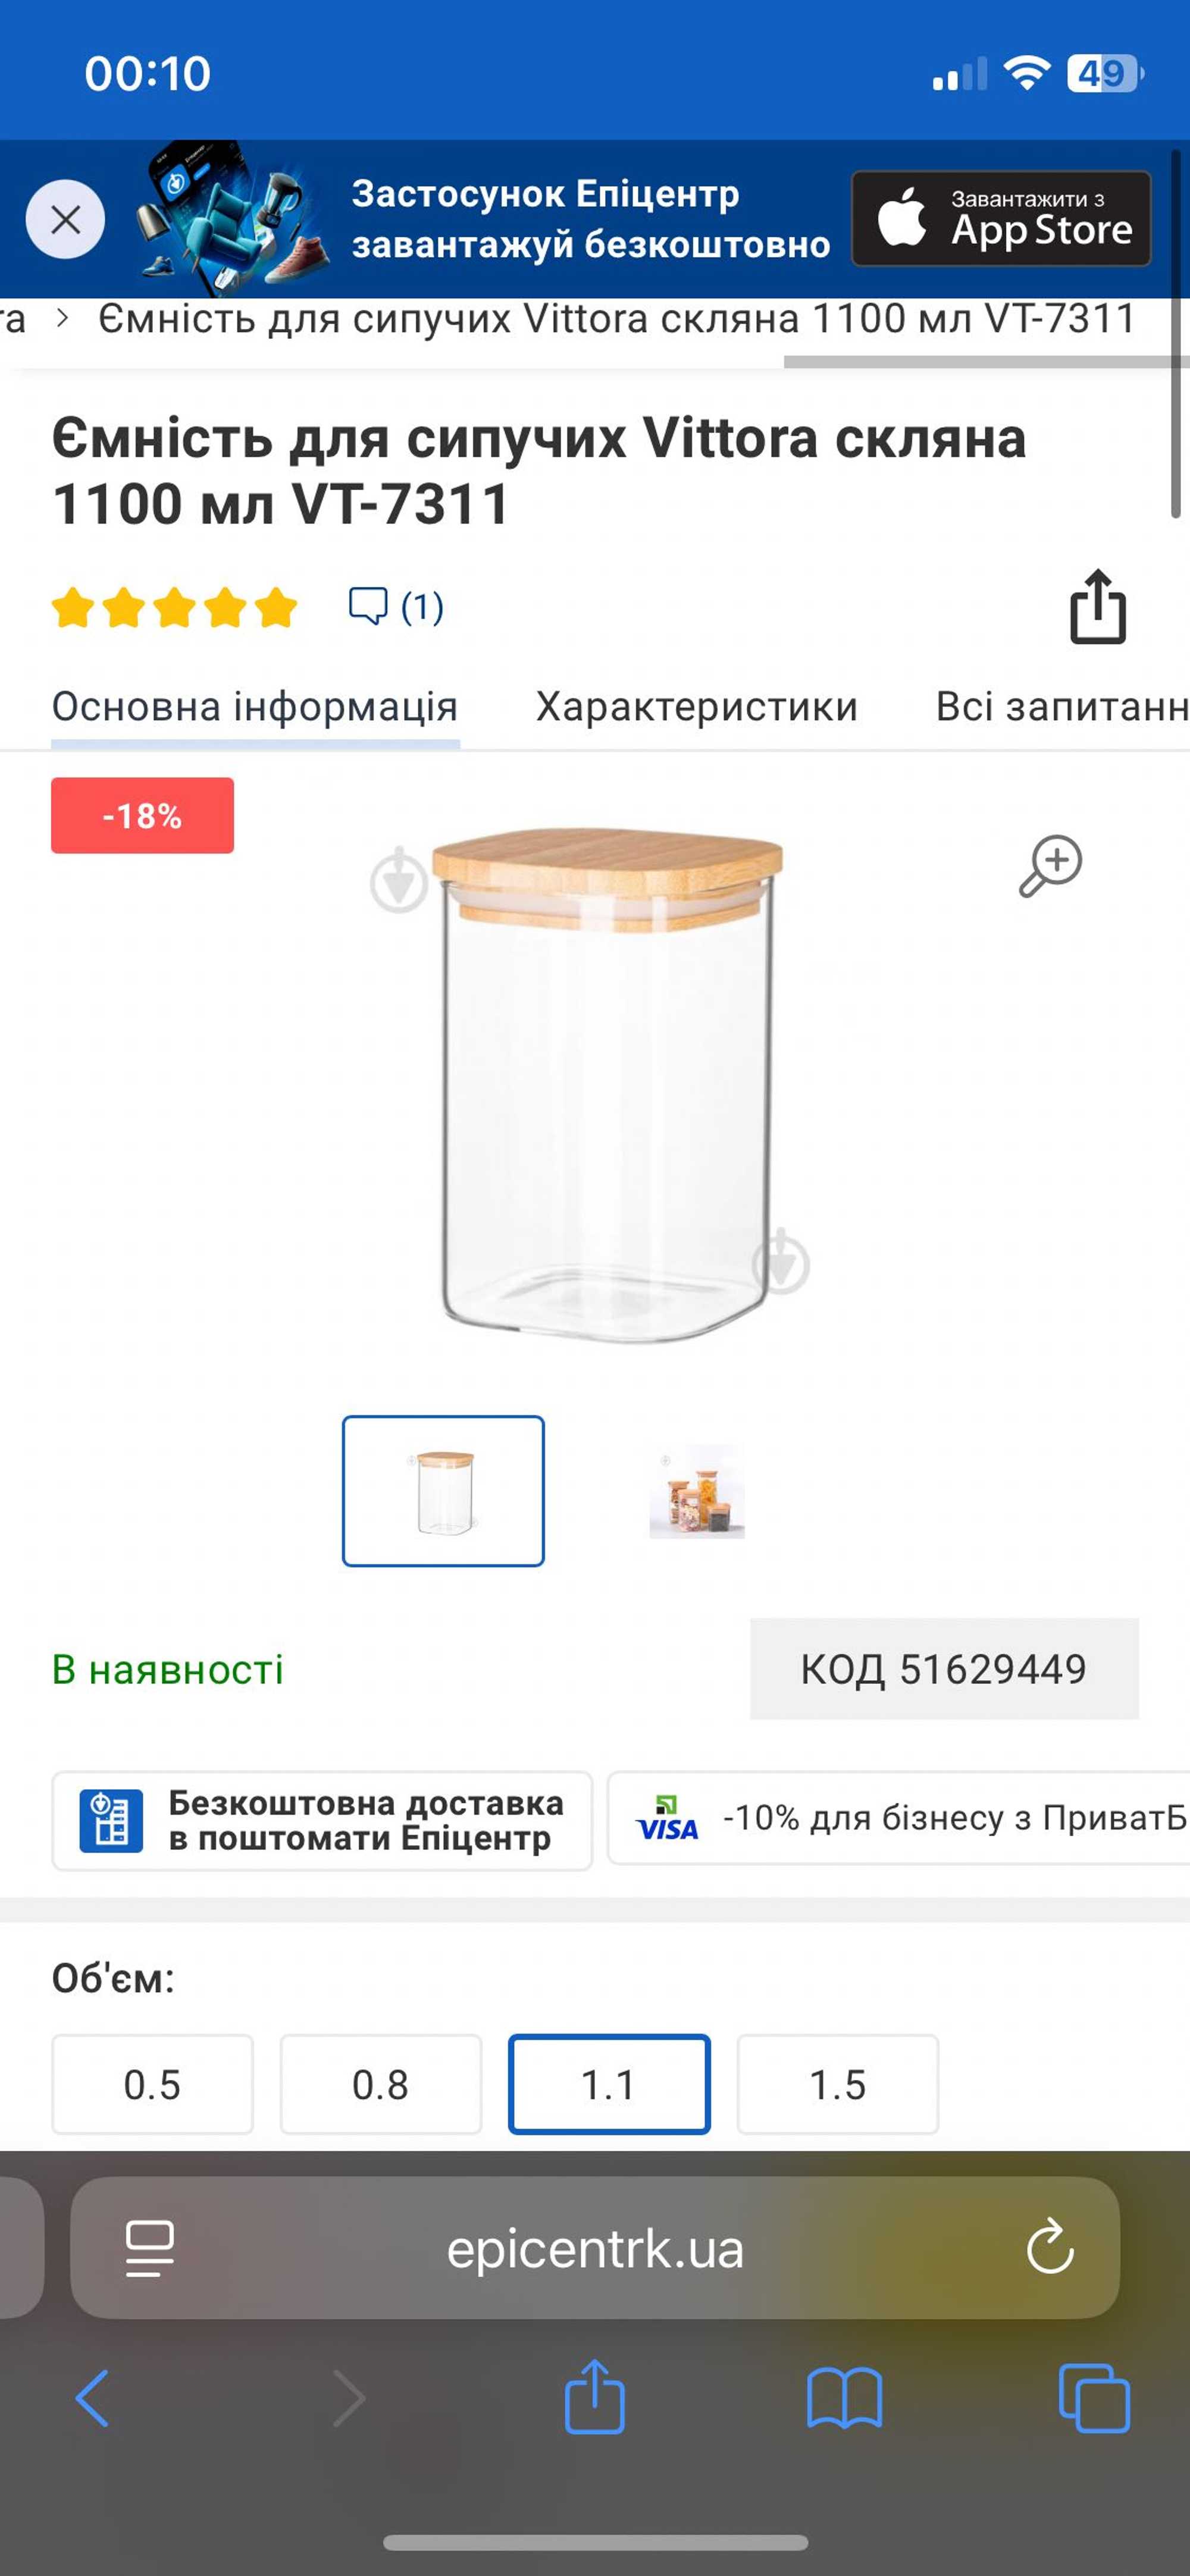 00:10
49
Застосунок Епіцентр
завантажуй безкоштовно
Завантажити з
App Store
ra > Ємність для сипучих Vittora скляна 1100 мл VT-7311
Ємність для сипучих Vittora скляна
1100 мл VT-7311
(1)
Основна інформація Характеристики Всі запитанн
-18%
В наявності
КОД 51629449
Безкоштовна доставка
в поштомати Епіцентр
VISA
-10% для бізнесу з ПриватБ
Об'єм:
0.5 0.8 1.1 1.5
epicentrk.ua